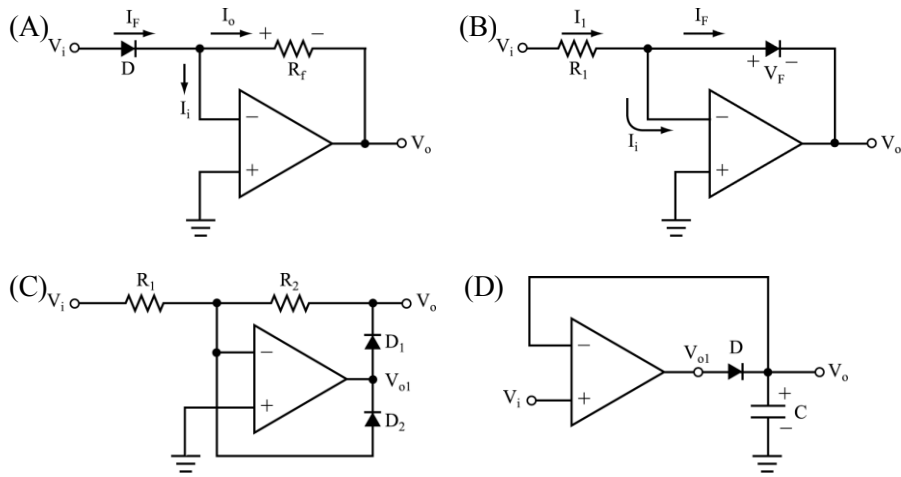 (A)
I_F
I_o
V_i
D
+ −
R_f
I_i
−
+
V_o
(B)
I_1
I_F
V_i
R_1
+ V_F −
I_i
−
+
V_o
(C)
R_1
R_2
V_i
V_o
D_1
−
V_o1
+
D_2
(D)
−
V_o1
D
V_o
V_i
+
+
C
−